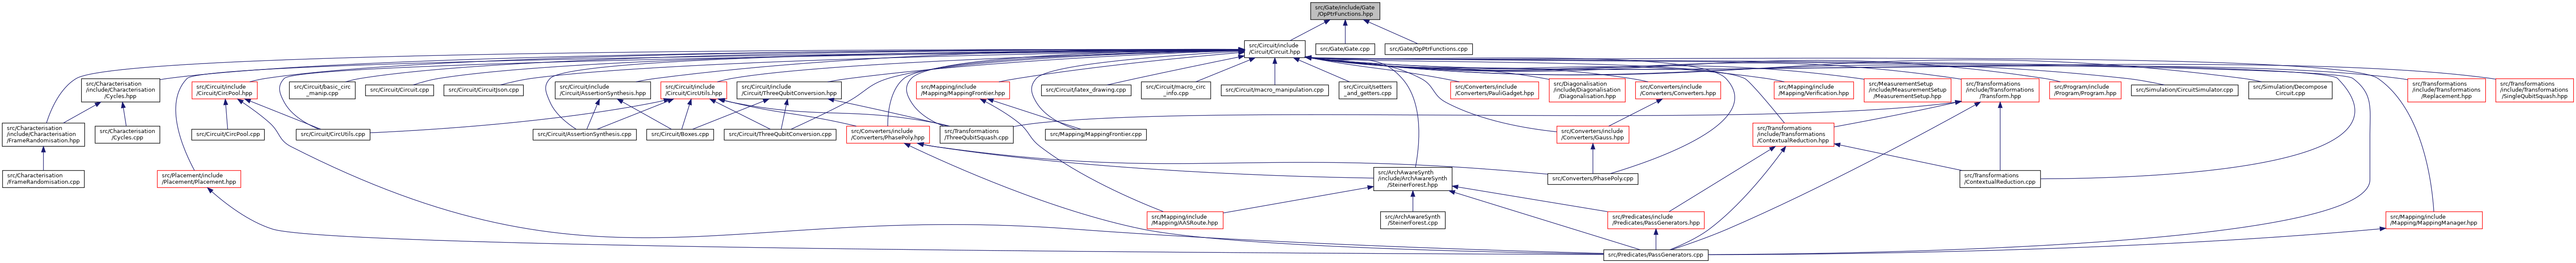 src/Gate/include/Gate
/OpPtrFunctions.hpp
src/Circuit/include
/Circuit/Circuit.hpp
src/Gate/Gate.cpp
src/Gate/OpPtrFunctions.cpp
src/Characterisation
/include/Characterisation
/Cycles.hpp
src/Circuit/include
/Circuit/CircPool.hpp
src/Circuit/basic_circ
_manip.cpp
src/Circuit/Circuit.cpp
src/Circuit/CircuitJson.cpp
src/Circuit/include
/Circuit/AssertionSynthesis.hpp
src/Circuit/include
/Circuit/CircUtils.hpp
src/Circuit/include
/Circuit/ThreeQubitConversion.hpp
src/Mapping/include
/Mapping/MappingFrontier.hpp
src/Circuit/latex_drawing.cpp
src/Circuit/macro_circ
_info.cpp
src/Circuit/macro_manipulation.cpp
src/Circuit/setters
_and_getters.cpp
src/Converters/include
/Converters/PauliGadget.hpp
src/Diagonalisation
/include/Diagonalisation
/Diagonalisation.hpp
src/Converters/include
/Converters/Converters.hpp
src/Mapping/include
/Mapping/Verification.hpp
src/MeasurementSetup
/include/MeasurementSetup
/MeasurementSetup.hpp
src/Transformations
/include/Transformations
/Transform.hpp
src/Program/include
/Program/Program.hpp
src/Simulation/CircuitSimulator.cpp
src/Simulation/Decompose
Circuit.cpp
src/Transformations
/include/Transformations
/Replacement.hpp
src/Transformations
/include/Transformations
/SingleQubitSquash.hpp
src/Characterisation
/include/Characterisation
/FrameRandomisation.hpp
src/Characterisation
/Cycles.cpp
src/Circuit/CircPool.cpp
src/Circuit/CircUtils.cpp
src/Circuit/AssertionSynthesis.cpp
src/Circuit/Boxes.cpp
src/Circuit/ThreeQubitConversion.cpp
src/Converters/include
/Converters/PhasePoly.hpp
src/Transformations
/ThreeQubitSquash.cpp
src/Mapping/MappingFrontier.cpp
src/Converters/include
/Converters/Gauss.hpp
src/Transformations
/include/Transformations
/ContextualReduction.hpp
src/Characterisation
/FrameRandomisation.cpp
src/Placement/include
/Placement/Placement.hpp
src/ArchAwareSynth
/include/ArchAwareSynth
/SteinerForest.hpp
src/Converters/PhasePoly.cpp
src/Transformations
/ContextualReduction.cpp
src/Mapping/include
/Mapping/AASRoute.hpp
src/ArchAwareSynth
/SteinerForest.cpp
src/Predicates/include
/Predicates/PassGenerators.hpp
src/Mapping/include
/Mapping/MappingManager.hpp
src/Predicates/PassGenerators.cpp